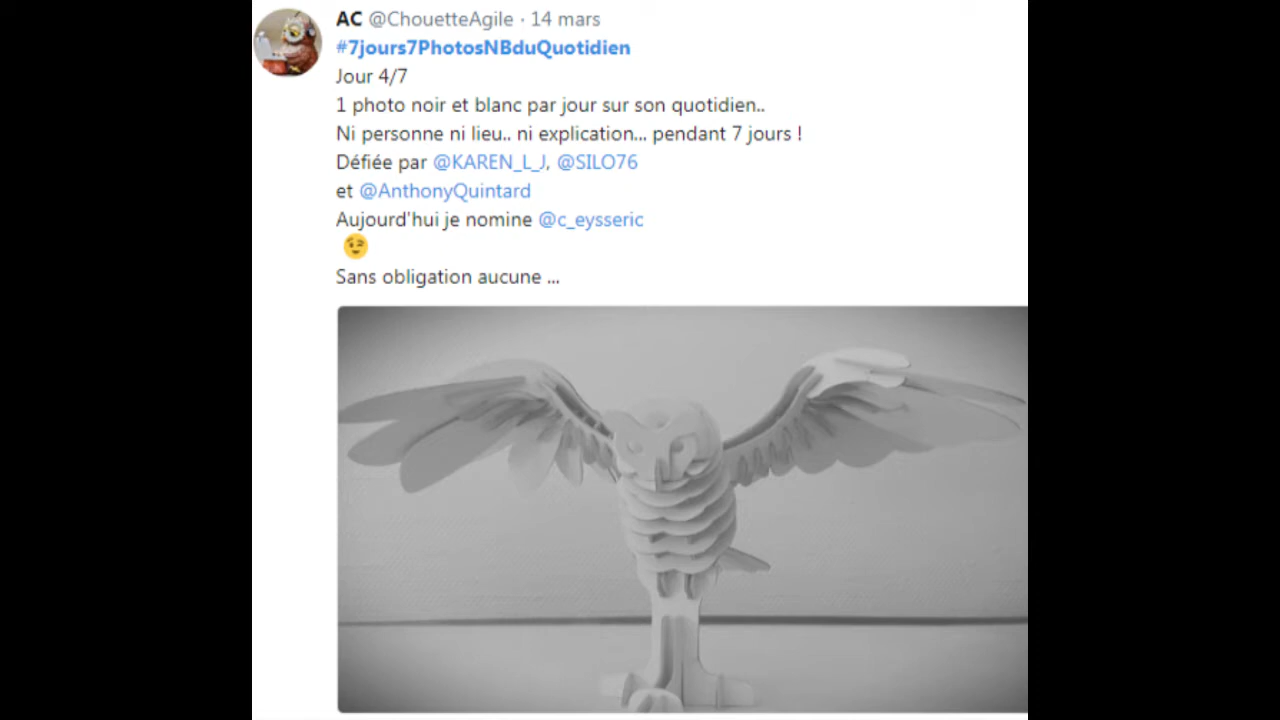 AC @ChouetteAgile · 14 mars
#7jours7PhotosNBduQuotidien
Jour 4/7
1 photo noir et blanc par jour sur son quotidien..
Ni personne ni lieu.. ni explication... pendant 7 jours !
Défiée par @KAREN_L_J, @SILO76
et @AnthonyQuintard
Aujourd'hui je nomine @c_eysseric
😉
Sans obligation aucune ...